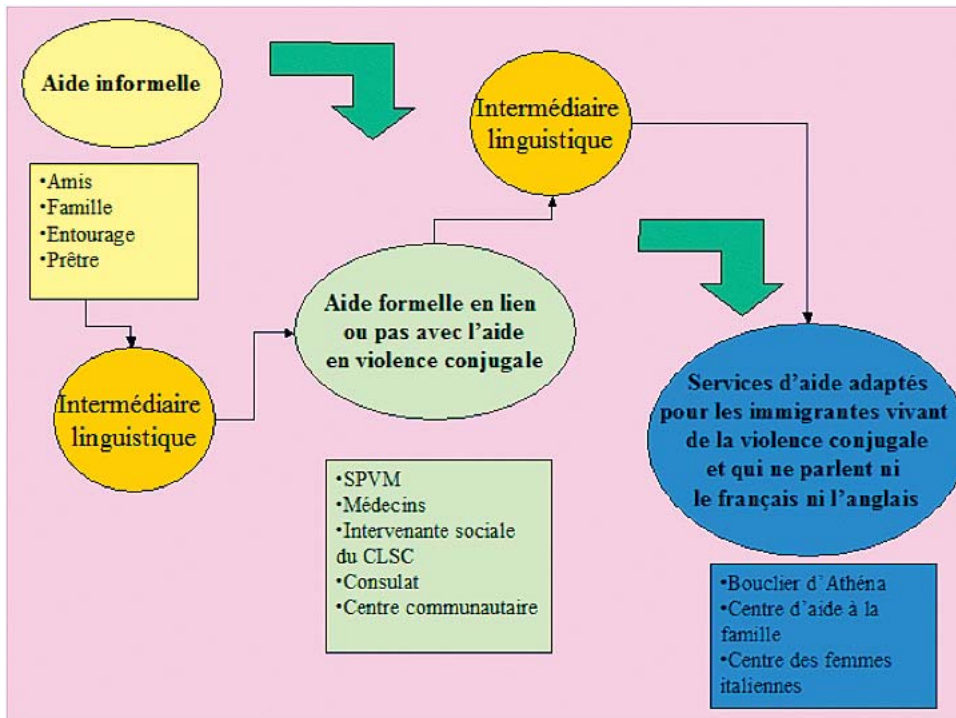 Aide informelle
•Amis
•Famille
•Entourage
•Prêtre
Intermédiaire
linguistique
Aide formelle en lien
ou pas avec l'aide
en violence conjugale
•SPVM
•Médecins
•Intervenante sociale
du CLSC
•Consulat
•Centre communautaire
Intermédiaire
linguistique
Services d'aide adaptés
pour les immigrantes vivant
de la violence conjugale
et qui ne parlent ni
le français ni l'anglais
•Bouclier d'Athéna
•Centre d'aide à la
famille
•Centre des femmes
italiennes